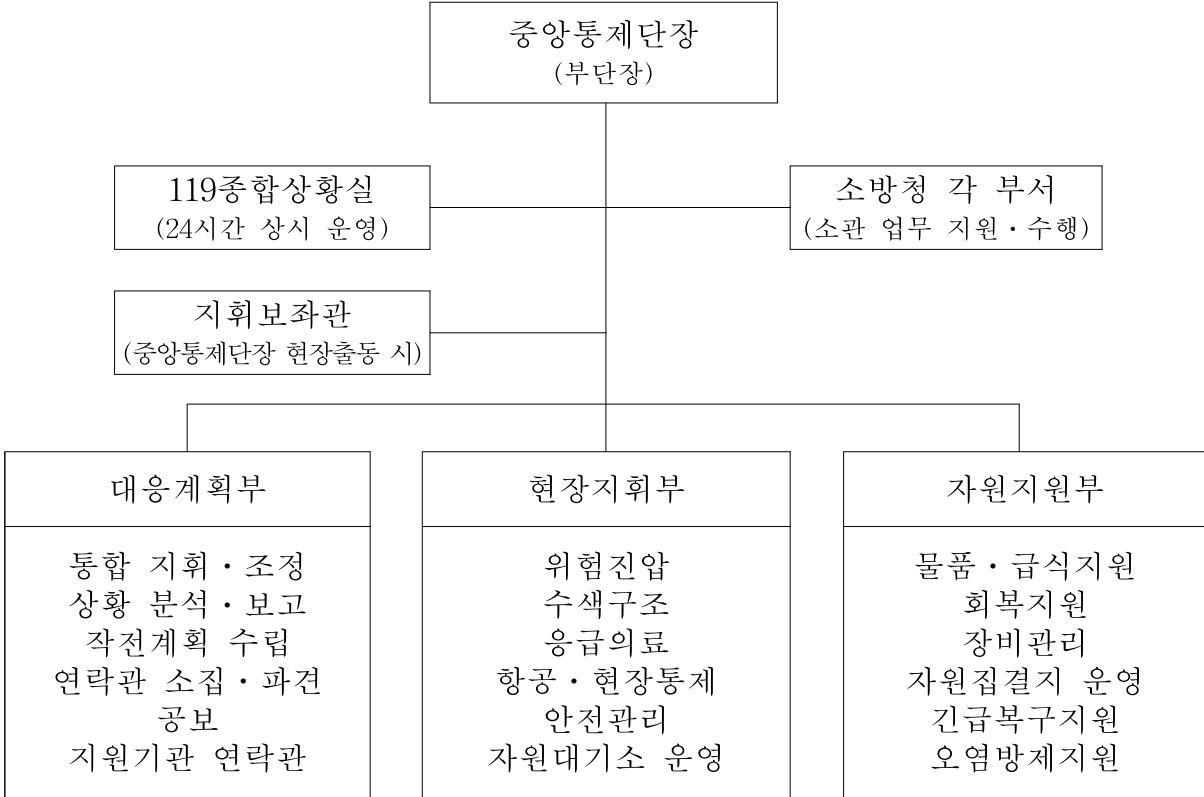 중앙통제단장
(부단장)
119종합상황실
(24시간 상시 운영)
소방청 각 부서
(소관 업무 지원·수행)
지휘보좌관
(중앙통제단장 현장출동 시)
대응계획부
통합 지휘·조정
상황 분석·보고
작전계획 수립
연락관 소집·파견
공보
지원기관 연락관
현장지휘부
위험진압
수색구조
응급의료
항공·현장통제
안전관리
자원대기소 운영
자원지원부
물품·급식지원
회복지원
장비관리
자원집결지 운영
긴급복구지원
오염방제지원